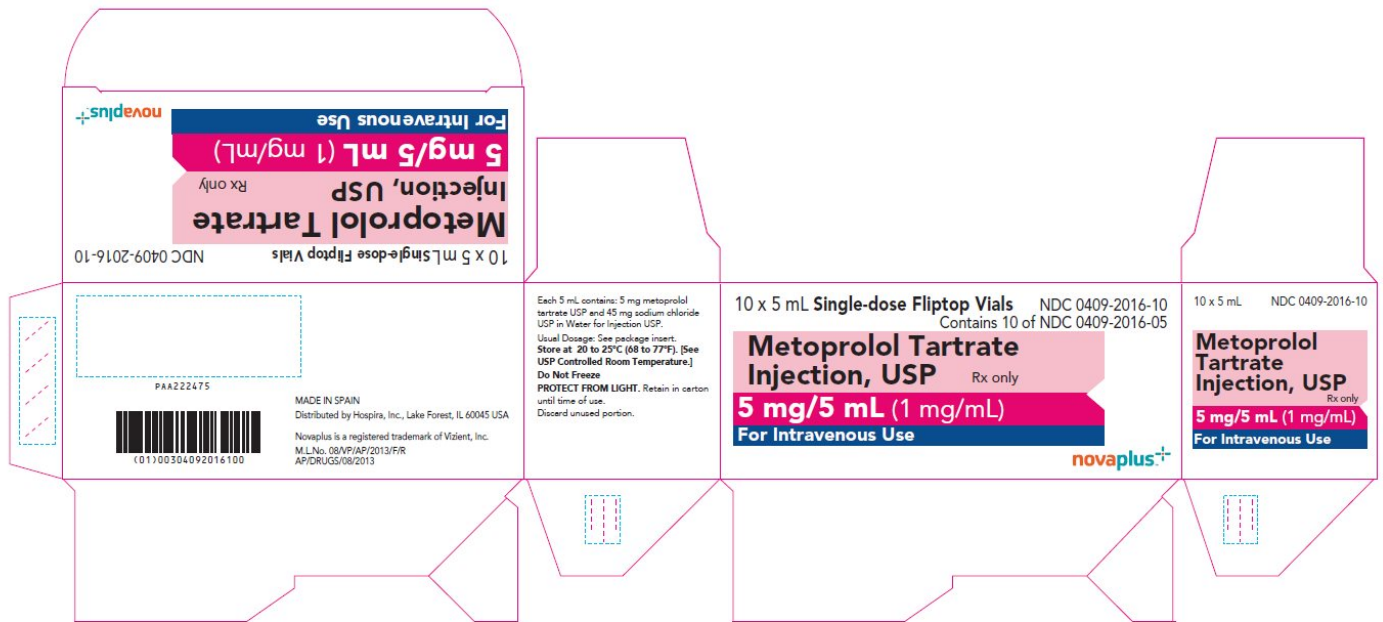 novaplus
For Intravenous Use
5 mg/5 mL (1 mg/mL)
Metoprolol Tartrate
Injection, USP Rx only
10 x 5 mL Single-dose Fliptop Vials NDC 0409-2016-10
PAA222475
(01)00304092016100
MADE IN SPAIN
Distributed by Hospira, Inc., Lake Forest, IL 60045 USA
Novaplus is a registered trademark of Vizient, Inc.
M.L.No. 08/VP/AP/2013/F/R
AP/DRUGS/08/2013
Each 5 mL contains: 5 mg metoprolol
tartrate USP and 45 mg sodium chloride
USP in Water for Injection USP.
Usual Dosage: See package insert.
Store at 20 to 25°C (68 to 77°F). [See
USP Controlled Room Temperature.]
Do Not Freeze
PROTECT FROM LIGHT. Retain in carton
until time of use.
Discard unused portion.
10 x 5 mL Single-dose Fliptop Vials NDC 0409-2016-10
Contains 10 of NDC 0409-2016-05
Metoprolol Tartrate
Injection, USP Rx only
5 mg/5 mL (1 mg/mL)
For Intravenous Use
novaplus
10 x 5 mL NDC 0409-2016-10
Metoprolol
Tartrate
Injection, USP
Rx only
5 mg/5 mL (1 mg/mL)
For Intravenous Use